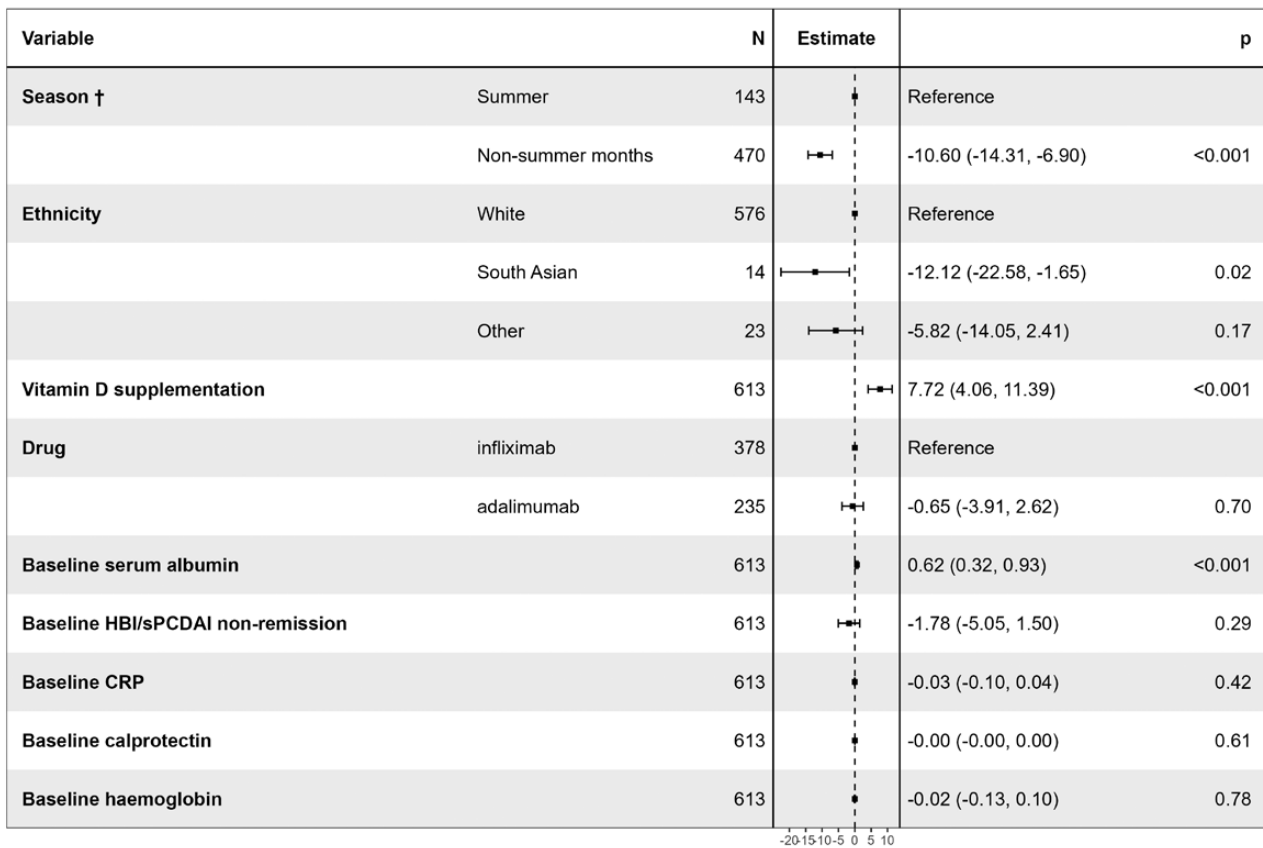 Variable N Estimate p
Season † Summer 143 Reference
Non-summer months 470 -10.60 (-14.31, -6.90) <0.001
Ethnicity White 576 Reference
South Asian 14 -12.12 (-22.58, -1.65) 0.02
Other 23 -5.82 (-14.05, 2.41) 0.17
Vitamin D supplementation 613 7.72 (4.06, 11.39) <0.001
Drug infliximab 378 Reference
adalimumab 235 -0.65 (-3.91, 2.62) 0.70
Baseline serum albumin 613 0.62 (0.32, 0.93) <0.001
Baseline HBI/sPCDAI non-remission 613 -1.78 (-5.05, 1.50) 0.29
Baseline CRP 613 -0.03 (-0.10, 0.04) 0.42
Baseline calprotectin 613 -0.00 (-0.00, 0.00) 0.61
Baseline haemoglobin 613 -0.02 (-0.13, 0.10) 0.78
-20 -15 -10 -5 0 5 10